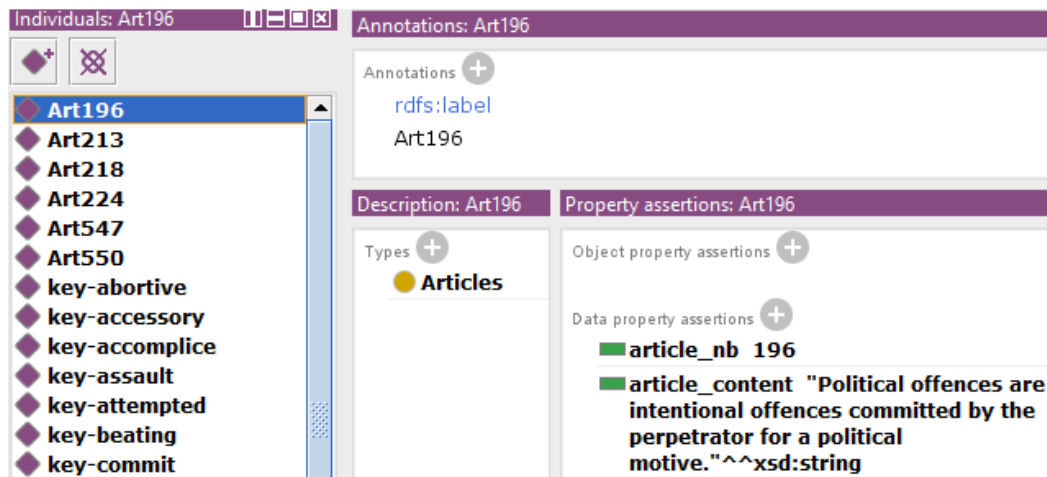 Individuals: Art196
Art196
Art213
Art218
Art224
Art547
Art550
key-abortive
key-accessory
key-accomplice
key-assault
key-attempted
key-beating
key-commit
Annotations: Art196
Annotations
rdfs:label
Art196
Description: Art196
Types
Articles
Property assertions: Art196
Object property assertions
Data property assertions
article_nb 196
article_content "Political offences are
intentional offences committed by the
perpetrator for a political
motive."^^xsd:string